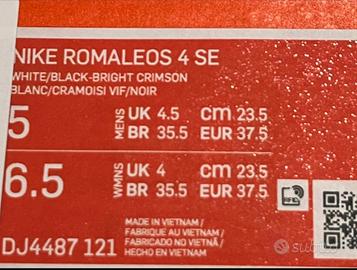 NIKE ROMALEOS 4 SE
WHITE/BLACK-BRIGHT CRIMSON
BLANC/CRAMOISI VIF/NOIR
5 MENS UK 4.5 cm 23.5
BR 35.5 EUR 37.5
6.5 WMNS UK 4 cm 23.5
BR 35.5 EUR 37.5
MADE IN VIETNAM/
FABRIQUÉ AU VIETNAM /
FABRICADO NO VIETNÃ /
HECHO EN VIETNAM
DJ4487 121
RFID
subito